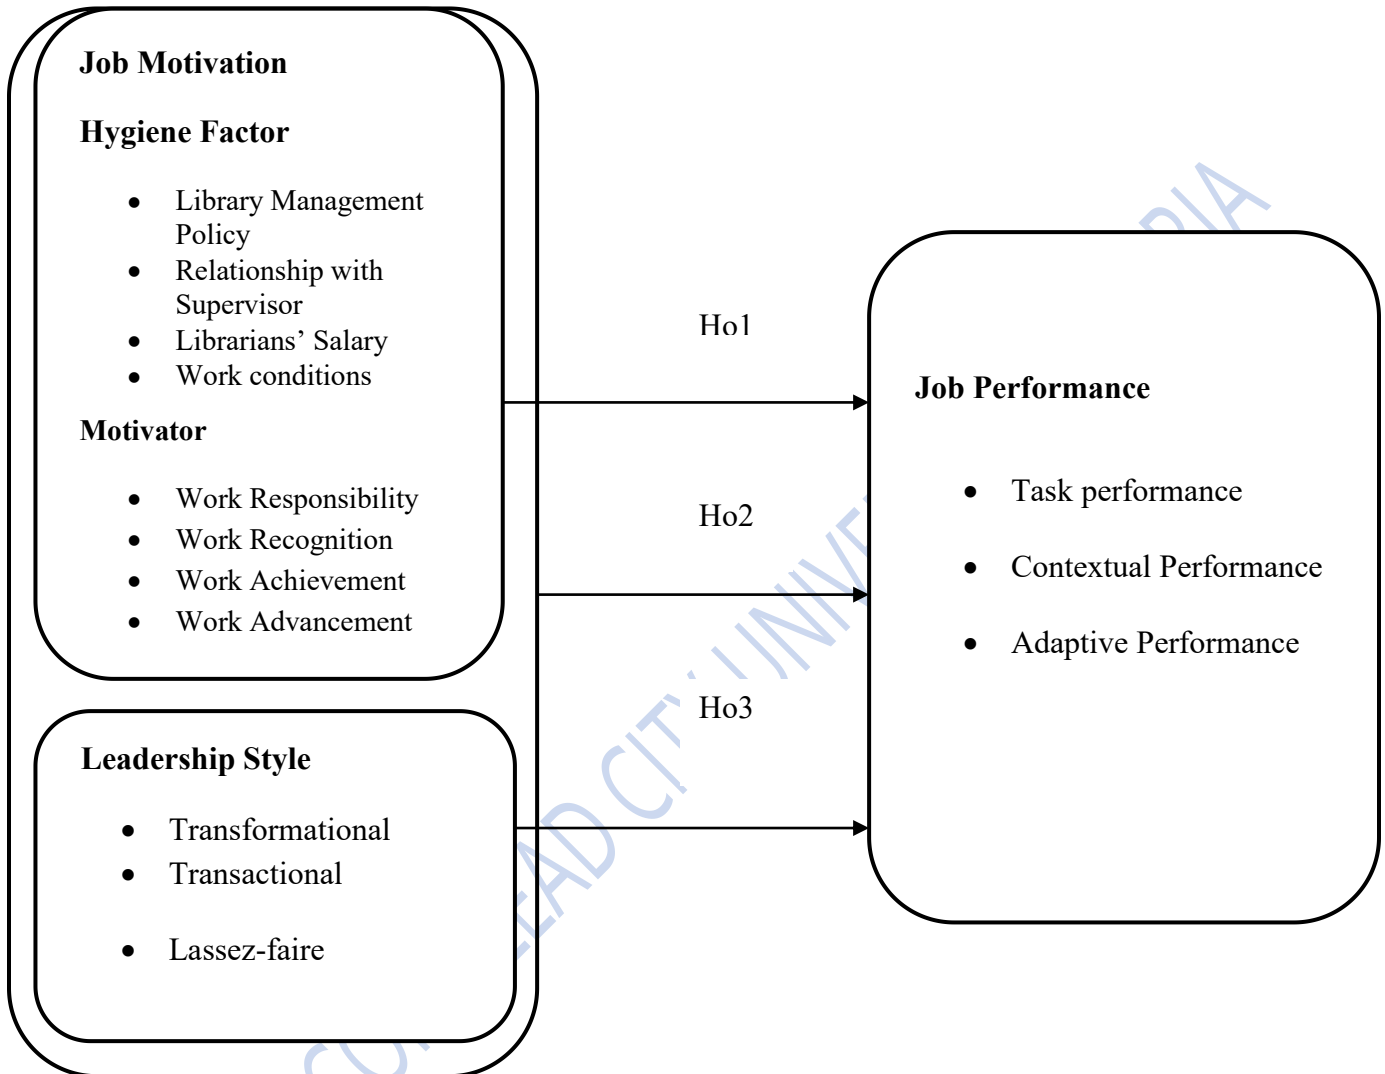 Job Motivation
Hygiene Factor
• Library Management
Policy
• Relationship with
Supervisor
• Librarians’ Salary
• Work conditions
Motivator
• Work Responsibility
• Work Recognition
• Work Achievement
• Work Advancement
Leadership Style
• Transformational
• Transactional
• Lassez-faire
Ho1
Ho2
Ho3
Job Performance
• Task performance
• Contextual Performance
• Adaptive Performance
LEAD CITY